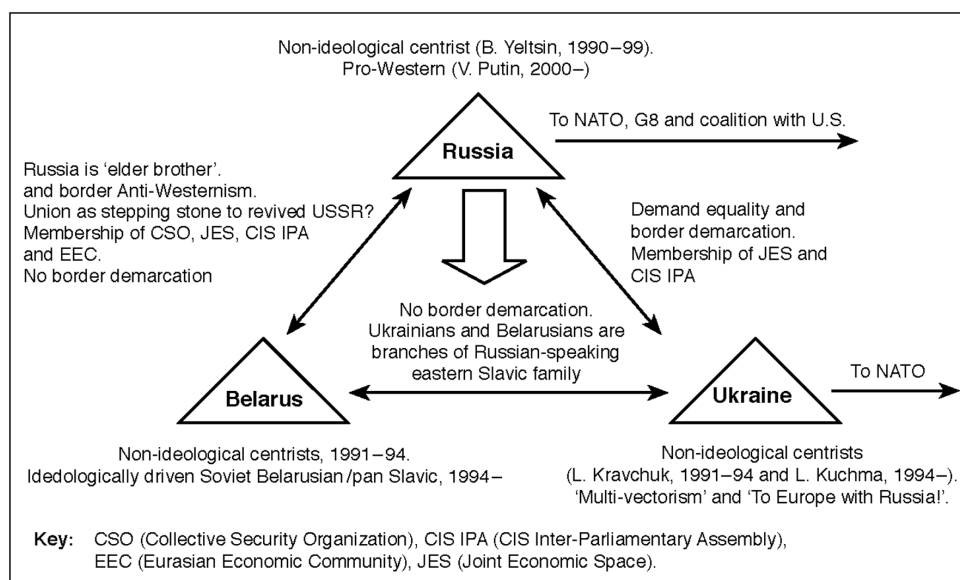 Non-ideological centrist (B. Yeltsin, 1990–99).
Pro-Western (V. Putin, 2000–)
Russia
To NATO, G8 and coalition with U.S.
Russia is ‘elder brother’.
and border Anti-Westernism.
Union as stepping stone to revived USSR?
Membership of CSO, JES, CIS IPA
and EEC.
No border demarcation
Demand equality and
border demarcation.
Membership of JES and
CIS IPA
No border demarcation.
Ukrainians and Belarusians are
branches of Russian-speaking
eastern Slavic family
Belarus
Ukraine
To NATO
Non-ideological centrists, 1991–94.
Idedologically driven Soviet Belarusian/pan Slavic, 1994–
Non-ideological centrists
(L. Kravchuk, 1991–94 and L. Kuchma, 1994–).
‘Multi-vectorism’ and ‘To Europe with Russia!’.
Key: CSO (Collective Security Organization), CIS IPA (CIS Inter-Parliamentary Assembly),
EEC (Eurasian Economic Community), JES (Joint Economic Space).